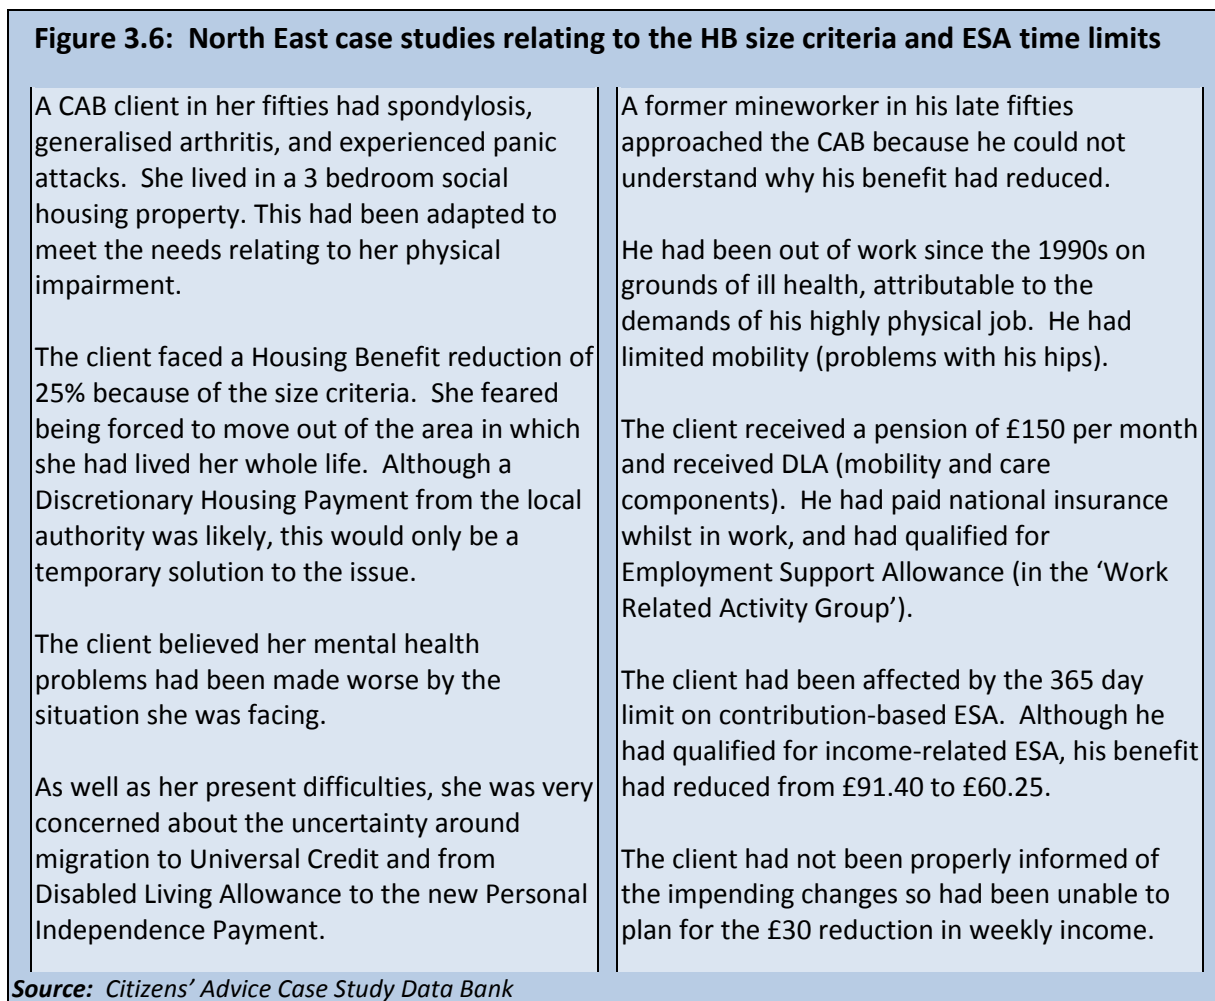 Figure 3.6:  North East case studies relating to the HB size criteria and ESA time limits
A CAB client in her fifties had spondylosis,
generalised arthritis, and experienced panic
attacks.  She lived in a 3 bedroom social
housing property. This had been adapted to
meet the needs relating to her physical
impairment.
The client faced a Housing Benefit reduction of
25% because of the size criteria.  She feared
being forced to move out of the area in which
she had lived her whole life.  Although a
Discretionary Housing Payment from the local
authority was likely, this would only be a
temporary solution to the issue.
The client believed her mental health
problems had been made worse by the
situation she was facing.
As well as her present difficulties, she was very
concerned about the uncertainty around
migration to Universal Credit and from
Disabled Living Allowance to the new Personal
Independence Payment.
A former mineworker in his late fifties
approached the CAB because he could not
understand why his benefit had reduced.
He had been out of work since the 1990s on
grounds of ill health, attributable to the
demands of his highly physical job.  He had
limited mobility (problems with his hips).
The client received a pension of £150 per month
and received DLA (mobility and care
components).  He had paid national insurance
whilst in work, and had qualified for
Employment Support Allowance (in the ‘Work
Related Activity Group’).
The client had been affected by the 365 day
limit on contribution-based ESA.  Although he
had qualified for income-related ESA, his benefit
had reduced from £91.40 to £60.25.
The client had not been properly informed of
the impending changes so had been unable to
plan for the £30 reduction in weekly income.
Source:  Citizens’ Advice Case Study Data Bank